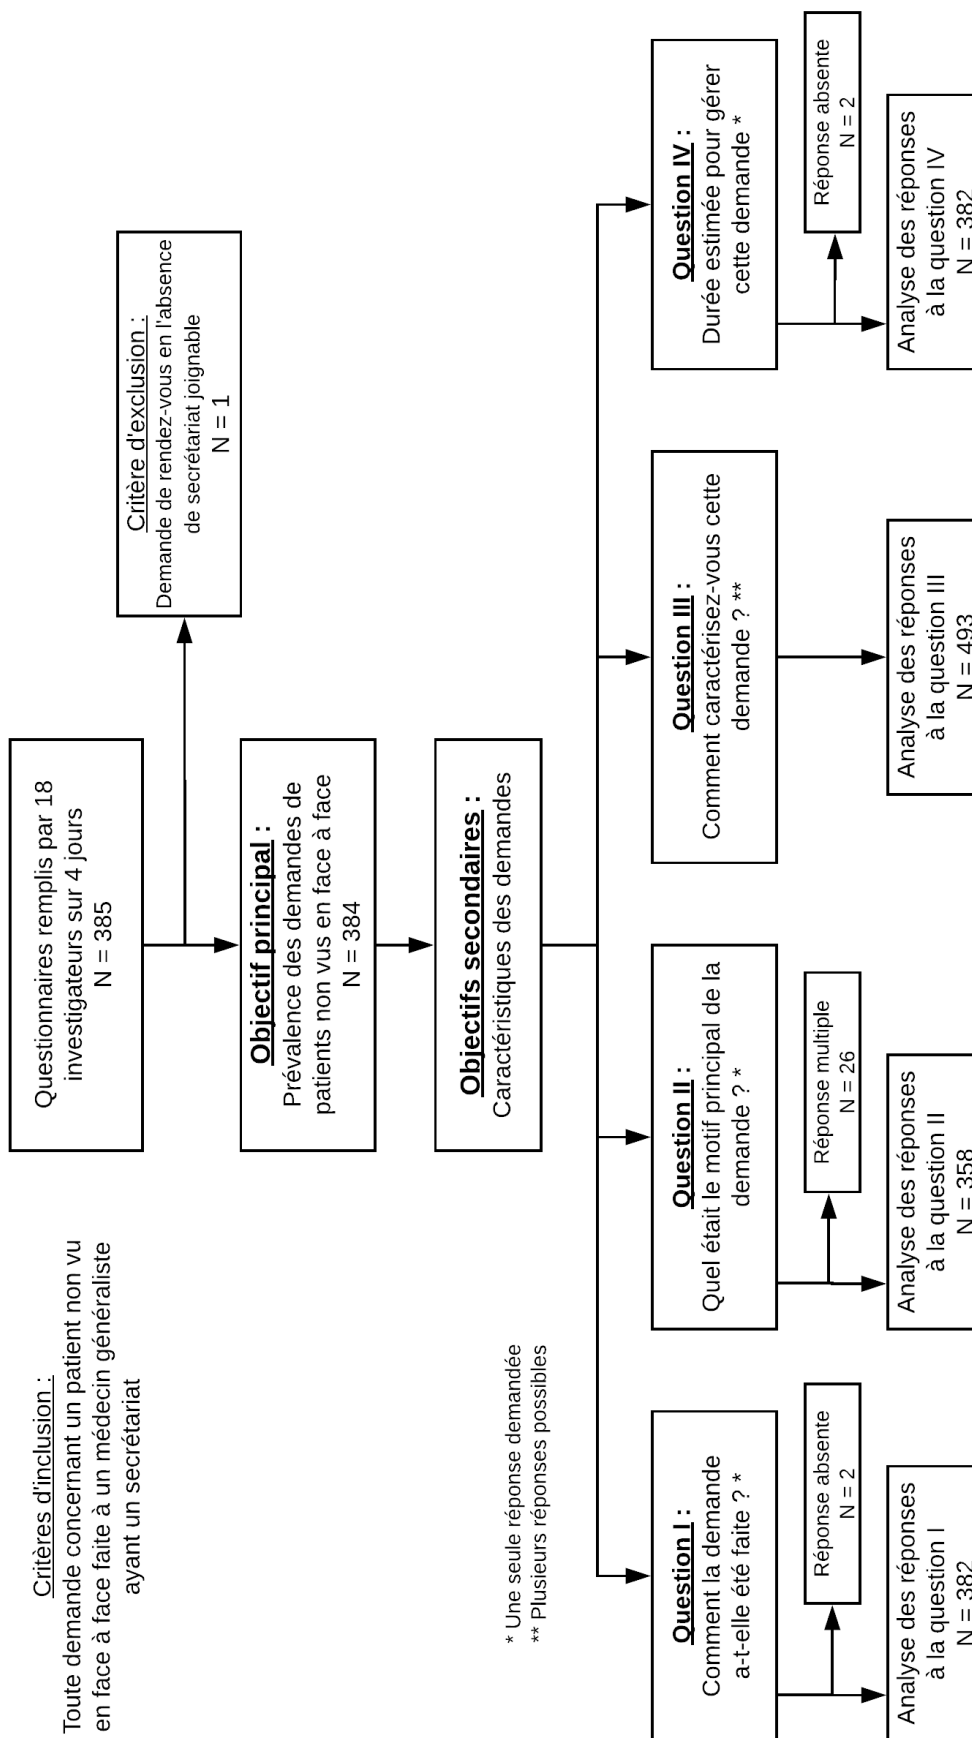 Critères d'inclusion :
Toute demande concernant un patient non vu
en face à face faite à un médecin généraliste
ayant un secrétariat
Questionnaires remplis par 18
investigateurs sur 4 jours
N = 385
Critère d'exclusion :
Demande de rendez-vous en l'absence
de secrétariat joignable
N = 1
Objectif principal :
Prévalence des demandes de
patients non vus en face à face
N = 384
Objectifs secondaires :
Caractéristiques des demandes
* Une seule réponse demandée
** Plusieurs réponses possibles
Question I :
Comment la demande
a-t-elle été faite ? *
Réponse absente
N = 2
Analyse des réponses
à la question I
N = 382
Question II :
Quel était le motif principal de la
demande ? *
Réponse multiple
N = 26
Analyse des réponses
à la question II
N = 358
Question III :
Comment caractérisez-vous cette
demande ? **
Analyse des réponses
à la question III
N = 493
Question IV :
Durée estimée pour gérer
cette demande *
Réponse absente
N = 2
Analyse des réponses
à la question IV
N = 382